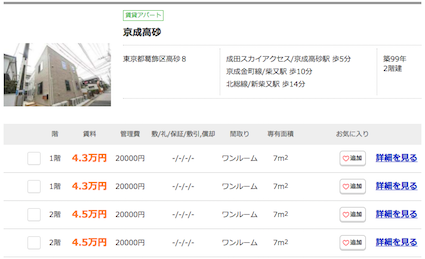 賃貸アパート
京成高砂
東京都葛飾区高砂8
成田スカイアクセス/京成高砂駅 歩5分
京成金町線/柴又駅 歩10分
北総線/新柴又駅 歩14分
築99年
2階建
階 賃料 管理費 敷/礼/保証/敷引,償却 間取り 専有面積 お気に入り
1階 4.3万円 20000円 -/-/-/- ワンルーム 7m2 追加 詳細を見る
1階 4.3万円 20000円 -/-/-/- ワンルーム 7m2 追加 詳細を見る
2階 4.5万円 20000円 -/-/-/- ワンルーム 7m2 追加 詳細を見る
2階 4.5万円 20000円 -/-/-/- ワンルーム 7m2 追加 詳細を見る